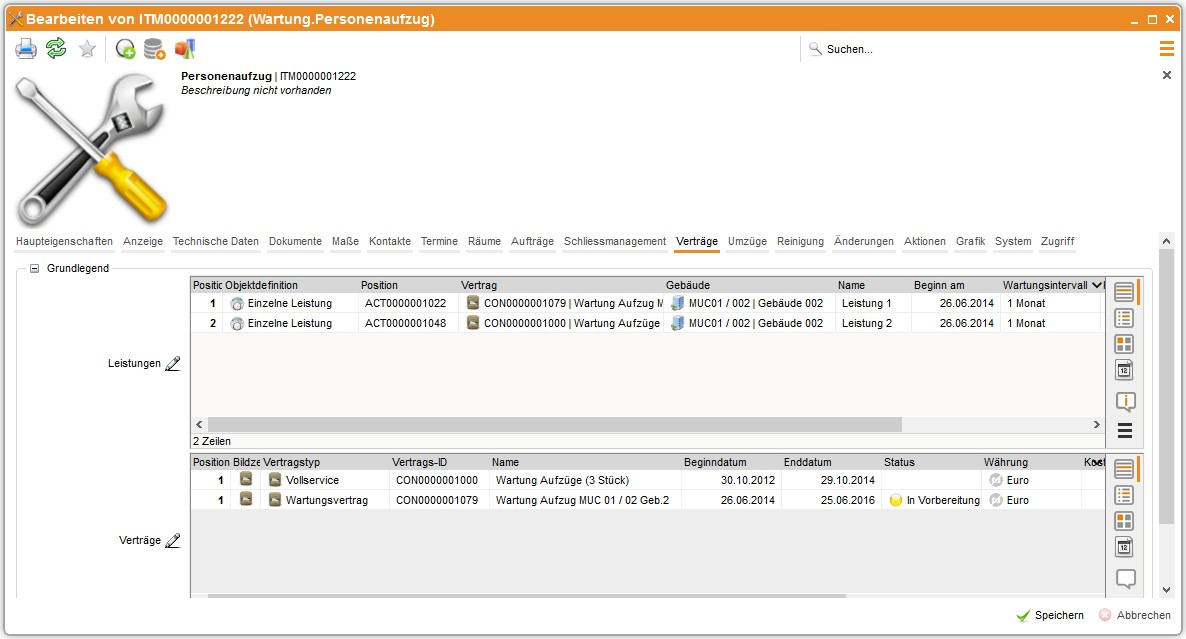 Bearbeiten von ITM0000001222 (Wartung.Personenaufzug)
Suchen...
Personenaufzug | ITM0000001222
Beschreibung nicht vorhanden
Haupteigenschaften Anzeige Technische Daten Dokumente Maße Kontakte Termine Räume Aufträge Schliessmanagement Verträge Umzüge Reinigung Änderungen Aktionen Grafik System Zugriff
Grundlegend
Leistungen
Positic Objektdefinition Position Vertrag Gebäude Name Beginn am Wartungsintervall
1 Einzelne Leistung ACT0000001022 CON0000001079 | Wartung Aufzug M MUC01 / 002 | Gebäude 002 Leistung 1 26.06.2014 1 Monat
2 Einzelne Leistung ACT0000001048 CON0000001000 | Wartung Aufzüge MUC01 / 002 | Gebäude 002 Leistung 2 26.06.2014 1 Monat
12
2 Zeilen
Verträge
Position Bildze Vertragstyp Vertrags-ID Name Beginndatum Enddatum Status Währung Kost
1 Vollservice CON0000001000 Wartung Aufzüge (3 Stück) 30.10.2012 29.10.2014 Euro
1 Wartungsvertrag CON0000001079 Wartung Aufzug MUC 01 / 02 Geb.2 26.06.2014 25.06.2016 In Vorbereitung Euro
12
Speichern Abbrechen